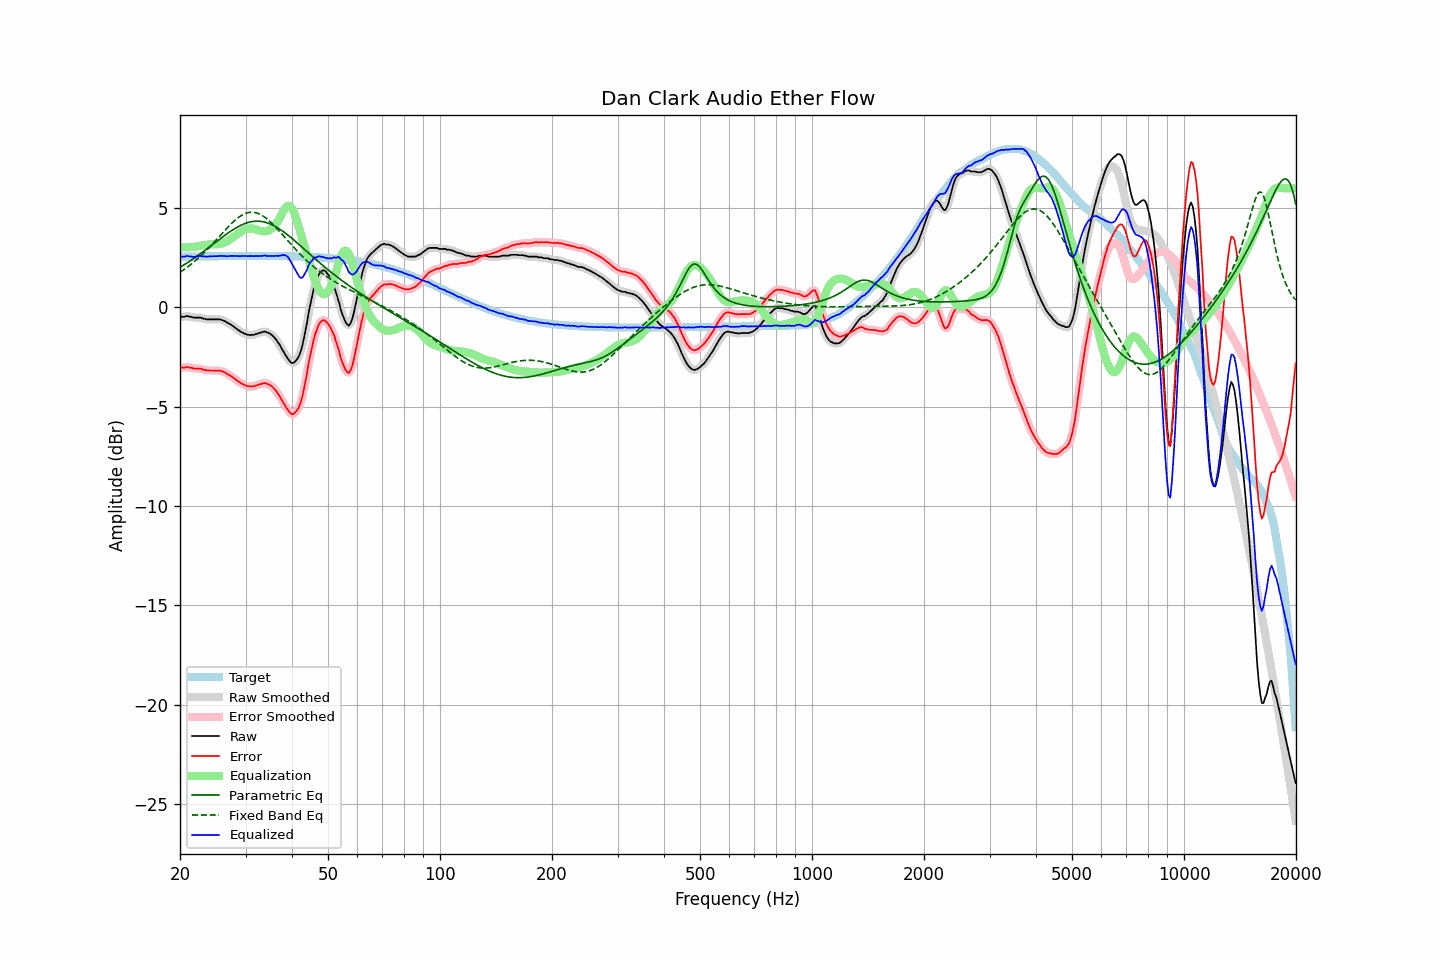 Dan Clark Audio Ether Flow
Amplitude (dBr)
5
0
−5
−10
−15
−20
−25
Target
Raw Smoothed
Error Smoothed
Raw
Error
Equalization
Parametric Eq
Fixed Band Eq
Equalized
20 50 100 200 500 1000 2000 5000 10000 20000
Frequency (Hz)